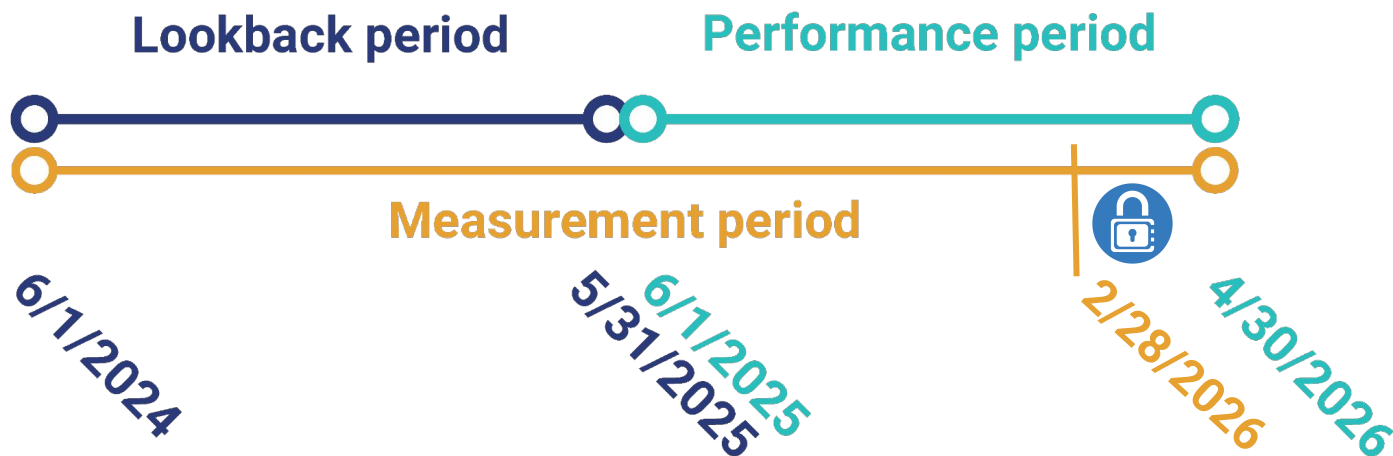 Lookback period
Performance period
Measurement period
6/1/2024
5/31/2025
6/1/2025
2/28/2026
4/30/2026